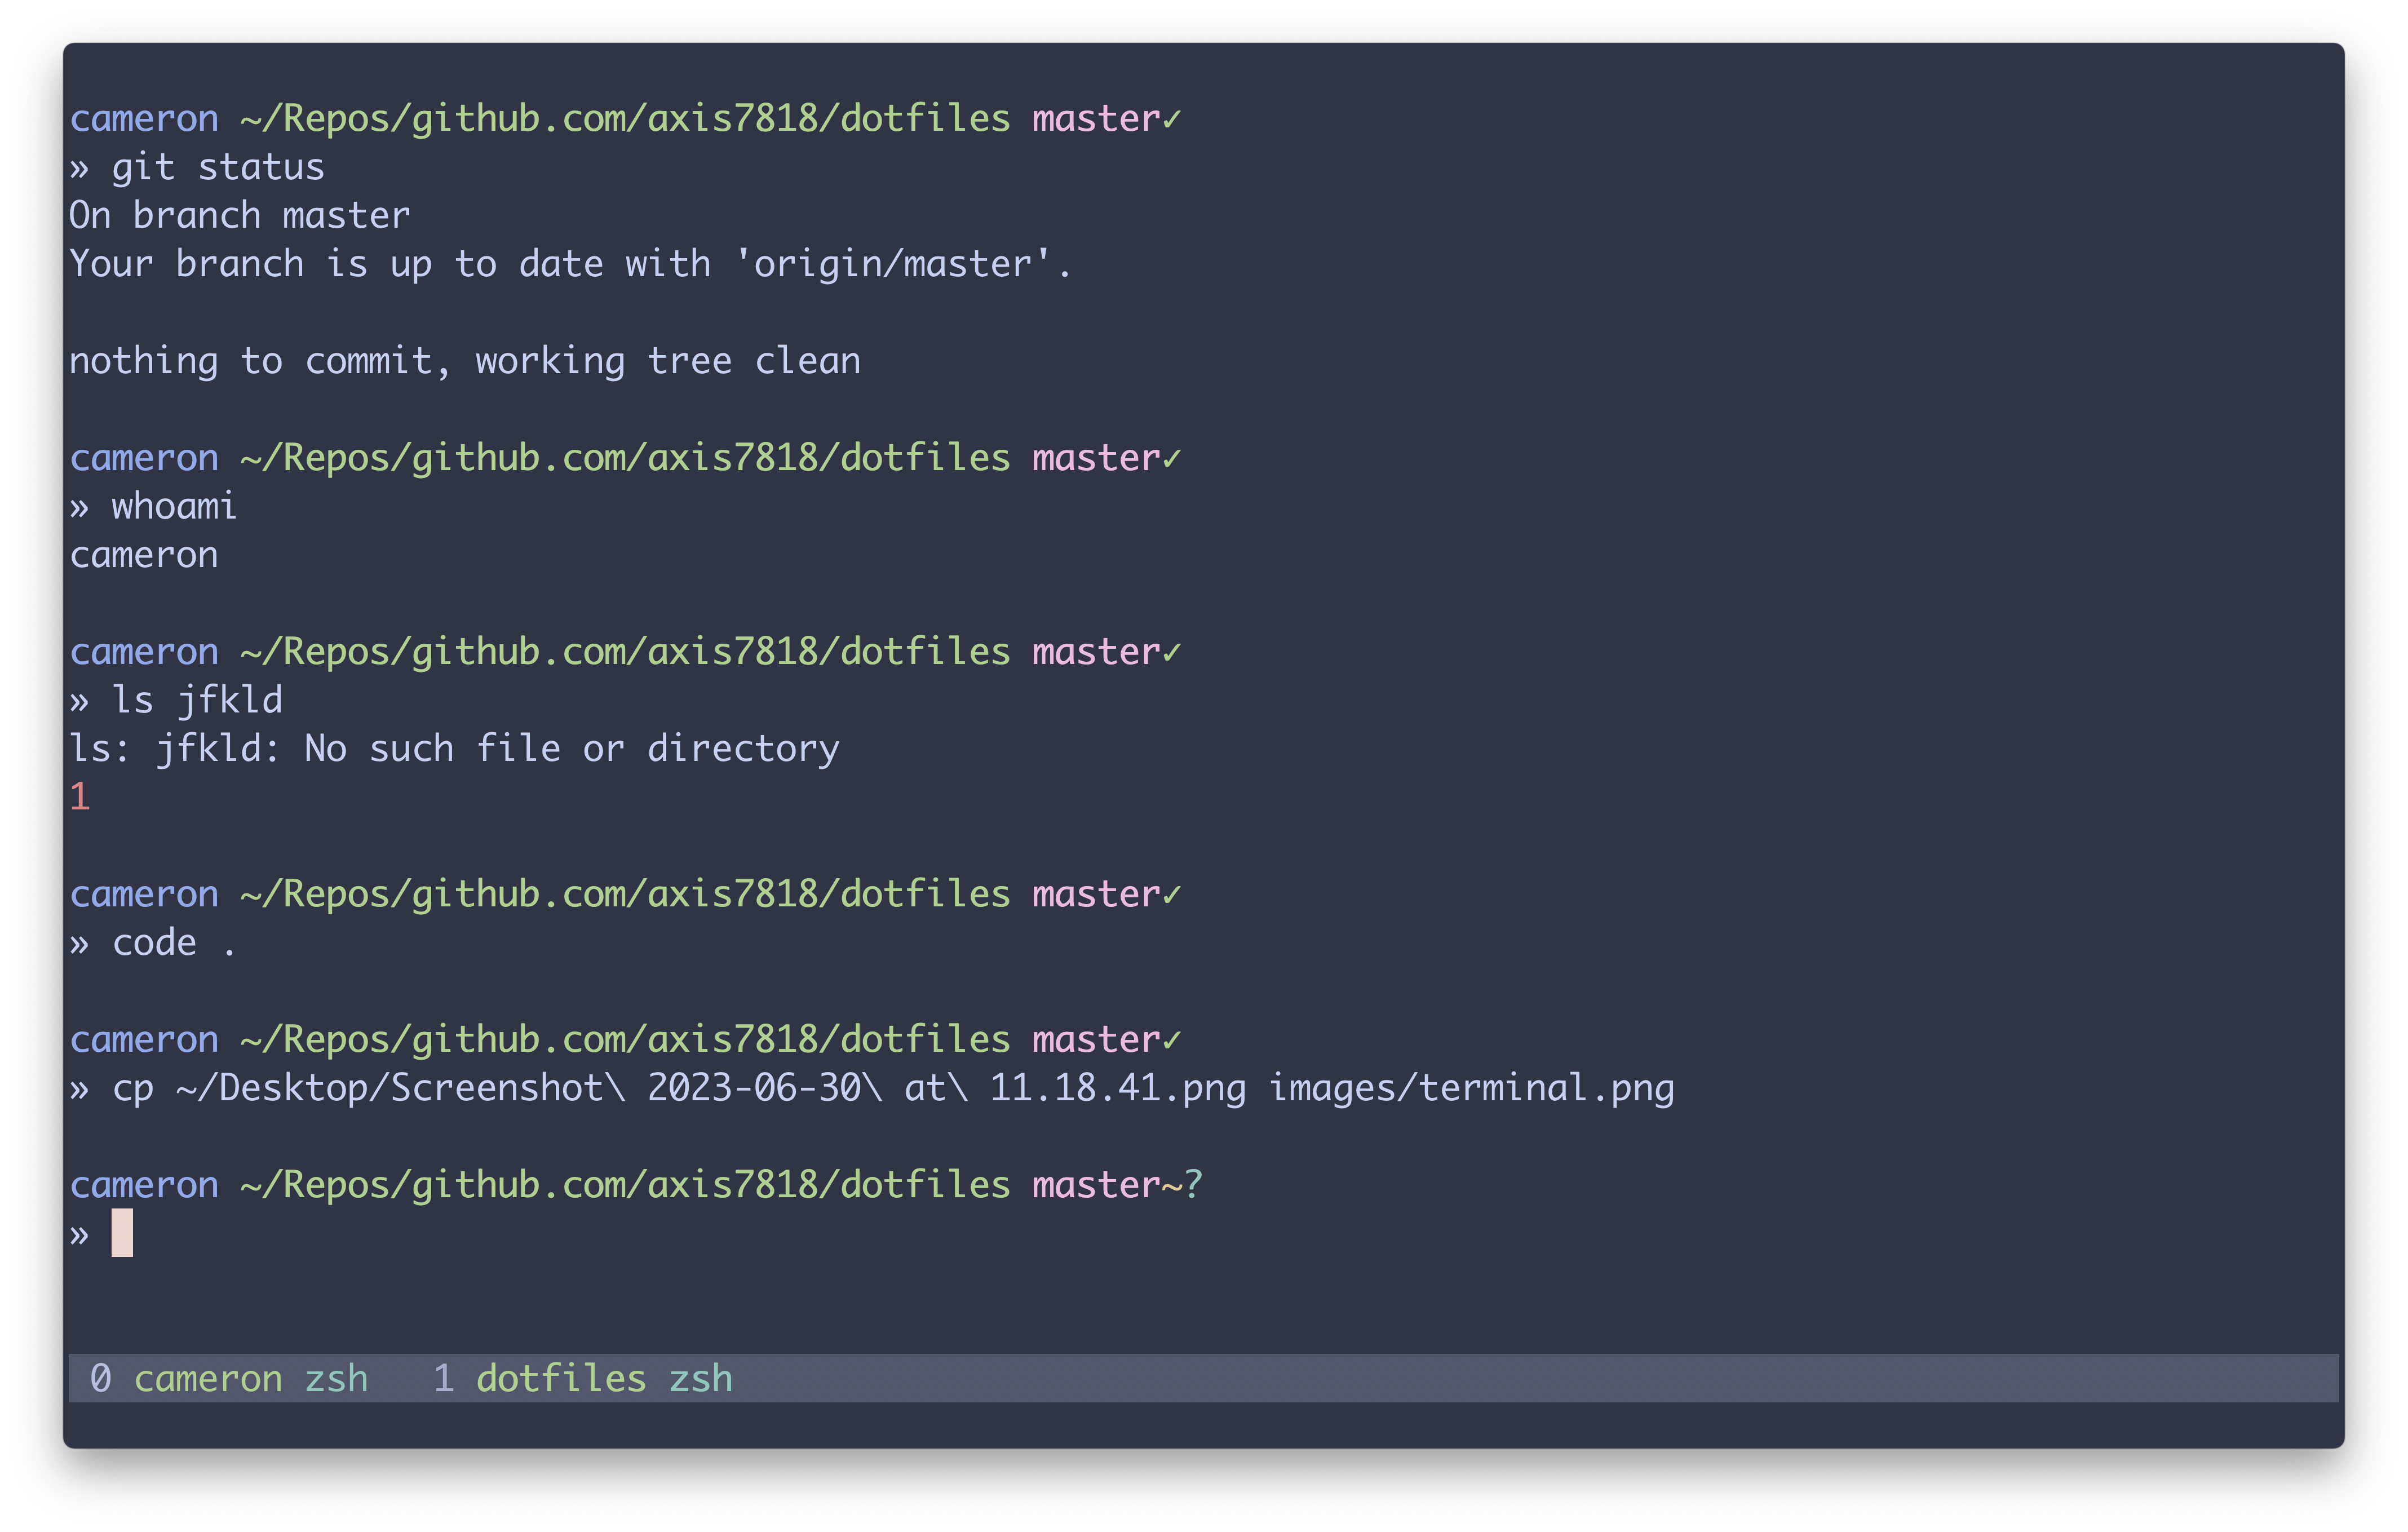 cameron ~/Repos/github.com/axis7818/dotfiles master✓
» git status
On branch master
Your branch is up to date with 'origin/master'.
nothing to commit, working tree clean
cameron ~/Repos/github.com/axis7818/dotfiles master✓
» whoami
cameron
cameron ~/Repos/github.com/axis7818/dotfiles master✓
» ls jfkld
ls: jfkld: No such file or directory
1
cameron ~/Repos/github.com/axis7818/dotfiles master✓
» code .
cameron ~/Repos/github.com/axis7818/dotfiles master✓
» cp ~/Desktop/Screenshot\ 2023-06-30\ at\ 11.18.41.png images/terminal.png
cameron ~/Repos/github.com/axis7818/dotfiles master~?
»
0 cameron zsh 1 dotfiles zsh